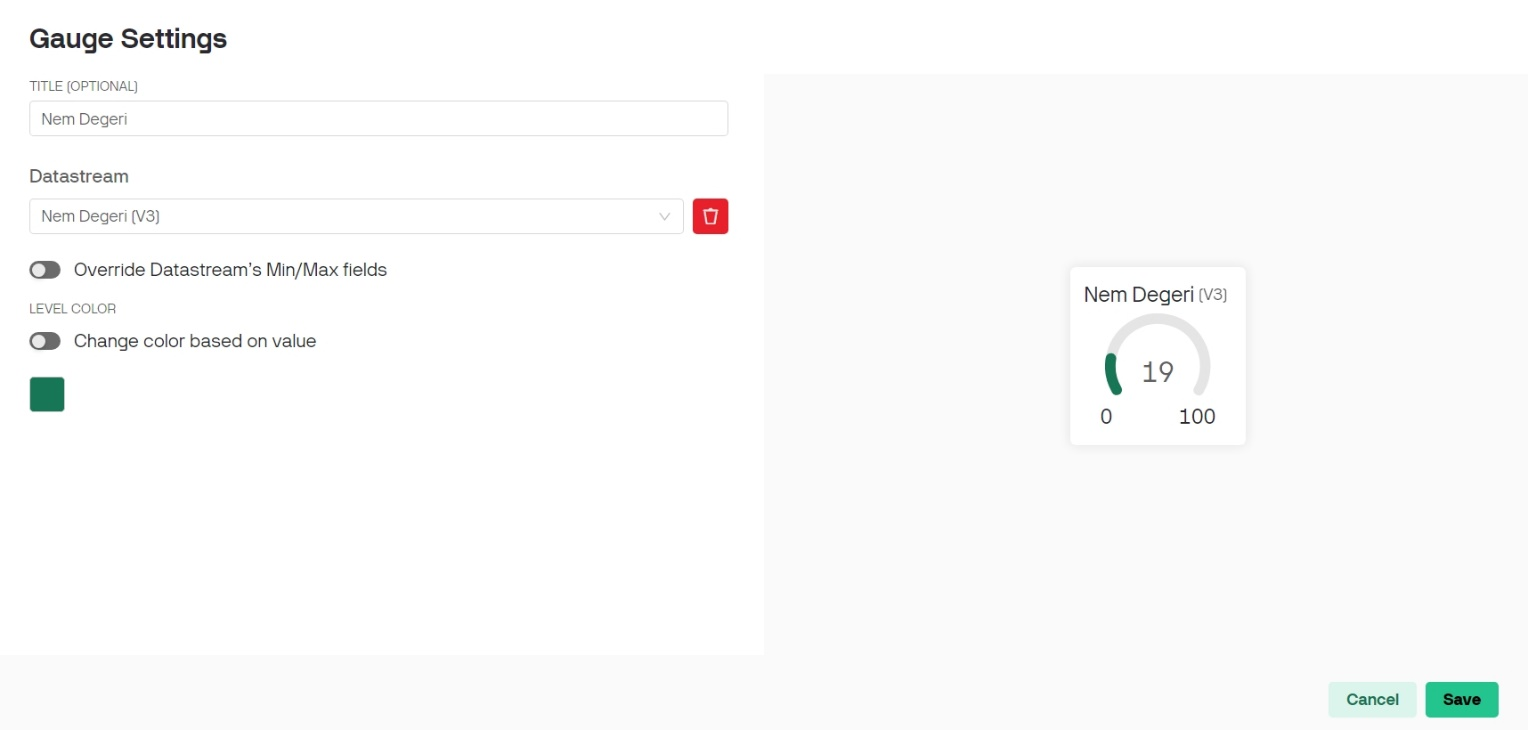 Gauge Settings
TITLE (OPTIONAL)
Nem Degeri
Datastream
Nem Degeri (V3)
Override Datastream's Min/Max fields
LEVEL COLOR
Change color based on value
Nem Degeri (V3)
19
0 100
Cancel Save